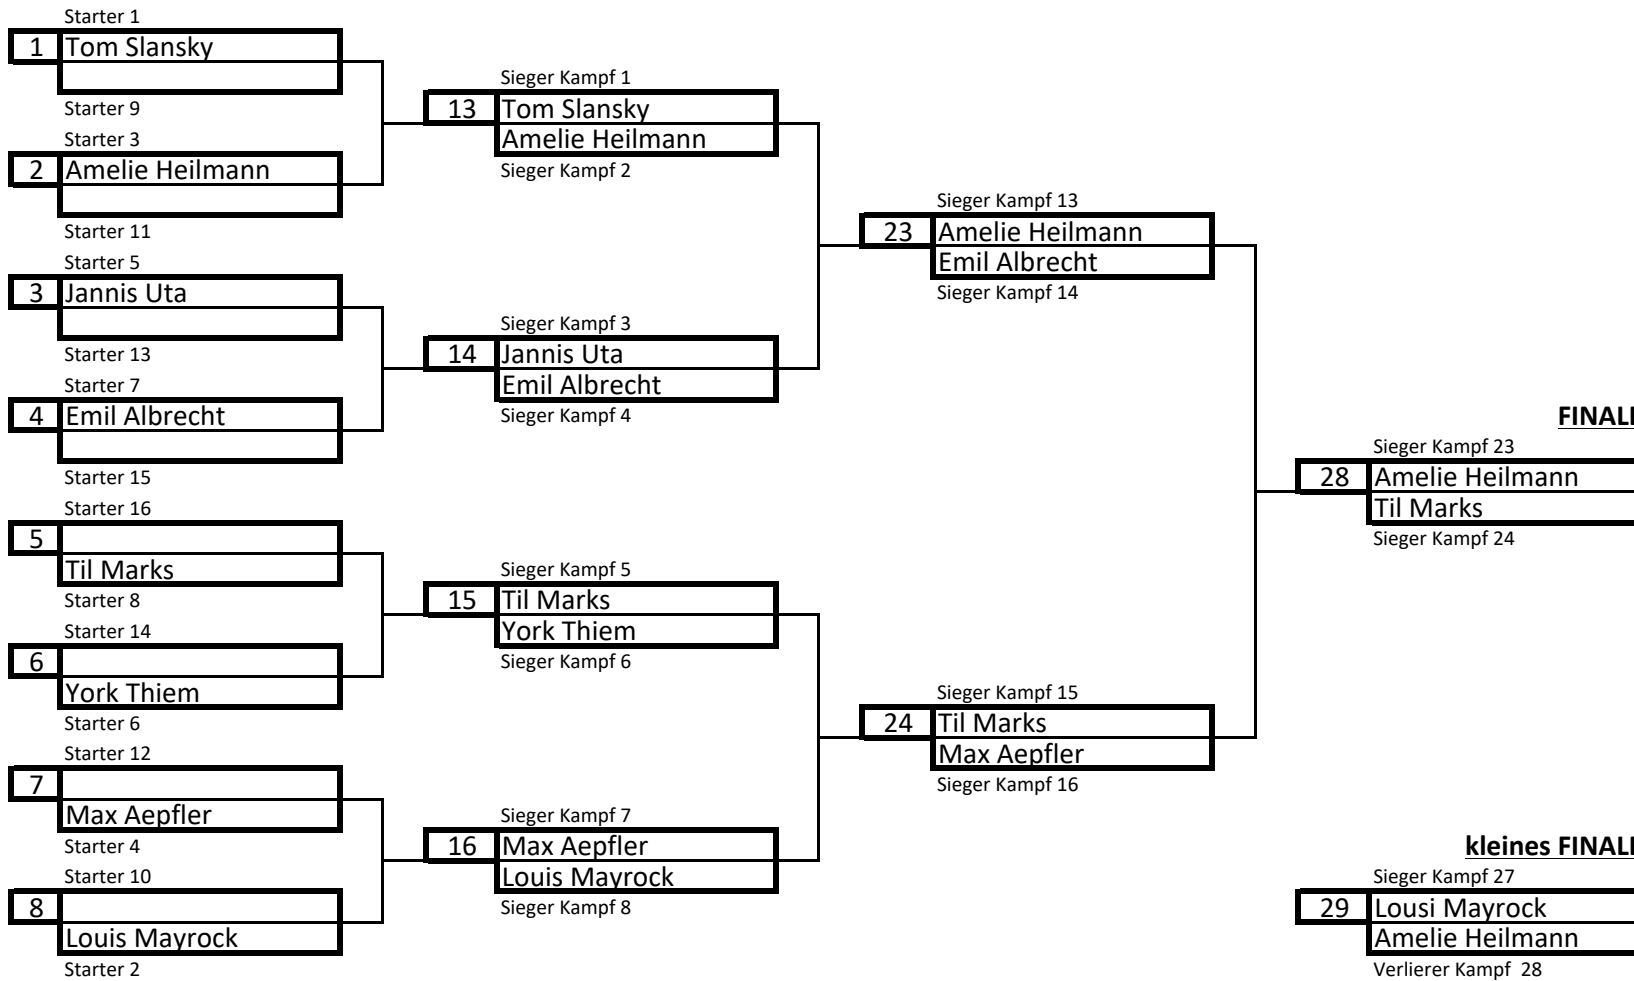 Starter 1
1 Tom Slansky
Starter 9
Starter 3
2 Amelie Heilmann
Starter 11
Starter 5
3 Jannis Uta
Starter 13
Starter 7
4 Emil Albrecht
Starter 15
Starter 16
5
Til Marks
Starter 8
Starter 14
6
York Thiem
Starter 6
Starter 12
7
Max Aepfler
Starter 4
Starter 10
8
Louis Mayrock
Starter 2
Sieger Kampf 1
13 Tom Slansky
Amelie Heilmann
Sieger Kampf 2
Sieger Kampf 3
14 Jannis Uta
Emil Albrecht
Sieger Kampf 4
Sieger Kampf 5
15 Til Marks
York Thiem
Sieger Kampf 6
Sieger Kampf 7
16 Max Aepfler
Louis Mayrock
Sieger Kampf 8
Sieger Kampf 13
23 Amelie Heilmann
Emil Albrecht
Sieger Kampf 14
Sieger Kampf 15
24 Til Marks
Max Aepfler
Sieger Kampf 16
FINALE
Sieger Kampf 23
28 Amelie Heilmann
Til Marks
Sieger Kampf 24
kleines FINALE
Sieger Kampf 27
29 Lousi Mayrock
Amelie Heilmann
Verlierer Kampf 28